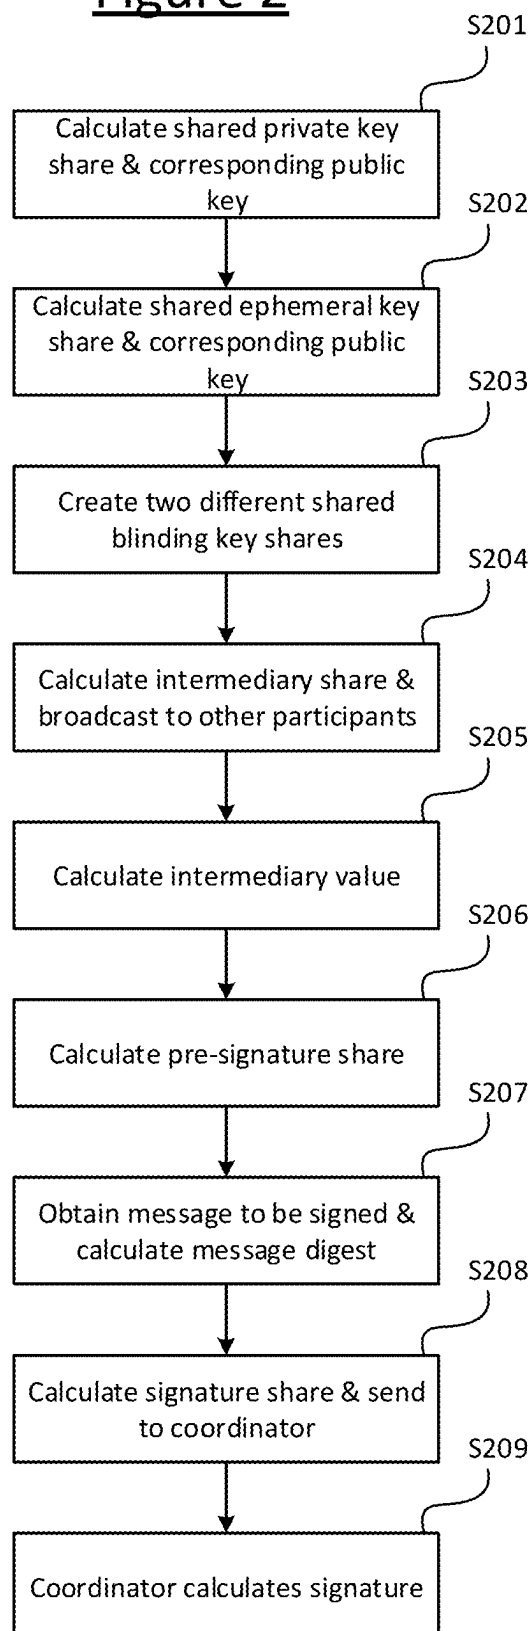 Figure 2
S201
Calculate shared private key
share & corresponding public
key
S202
Calculate shared ephemeral key
share & corresponding public
key
S203
Create two different shared
blinding key shares
S204
Calculate intermediary share &
broadcast to other participants
S205
Calculate intermediary value
S206
Calculate pre-signature share
S207
Obtain message to be signed &
calculate message digest
S208
Calculate signature share & send
to coordinator
S209
Coordinator calculates signature